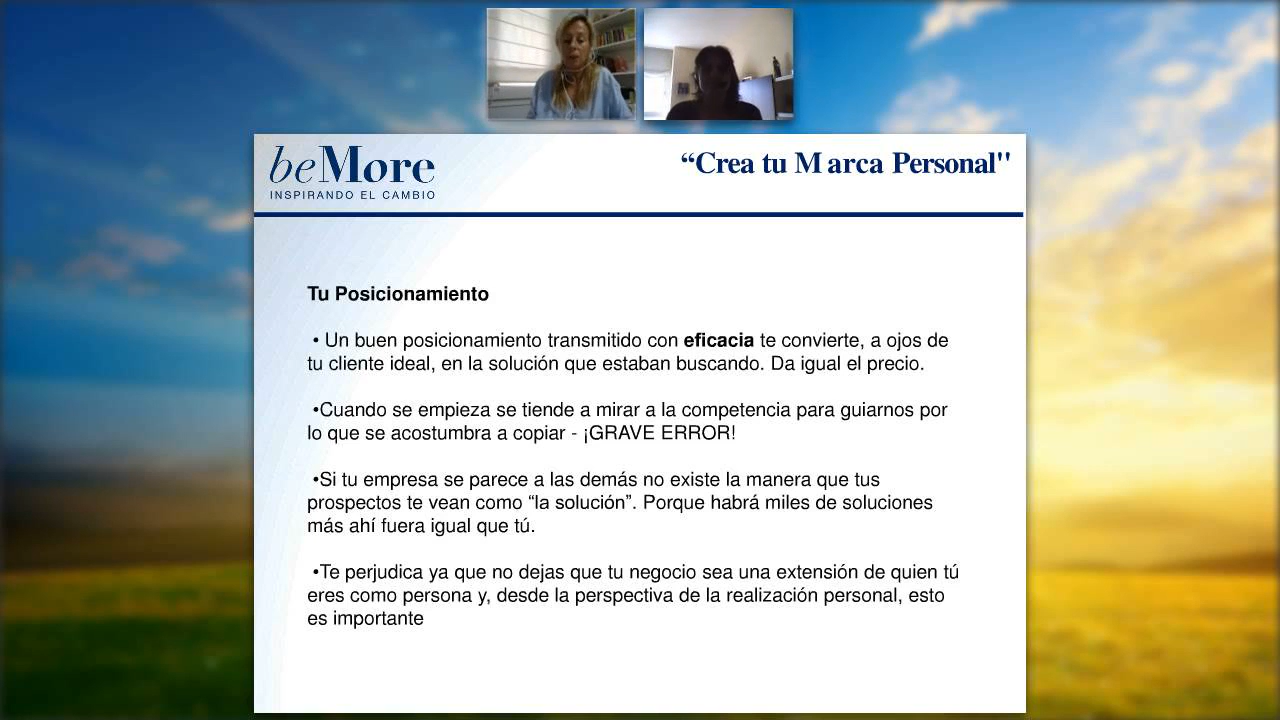 beMore
INSPIRANDO EL CAMBIO
“Crea tu Marca Personal"
Tu Posicionamiento
• Un buen posicionamiento transmitido con eficacia te convierte, a ojos de
tu cliente ideal, en la solución que estaban buscando. Da igual el precio.
•Cuando se empieza se tiende a mirar a la competencia para guiarnos por
lo que se acostumbra a copiar - ¡GRAVE ERROR!
•Si tu empresa se parece a las demás no existe la manera que tus
prospectos te vean como “la solución”. Porque habrá miles de soluciones
más ahí fuera igual que tú.
•Te perjudica ya que no dejas que tu negocio sea una extensión de quien tú
eres como persona y, desde la perspectiva de la realización personal, esto
es importante